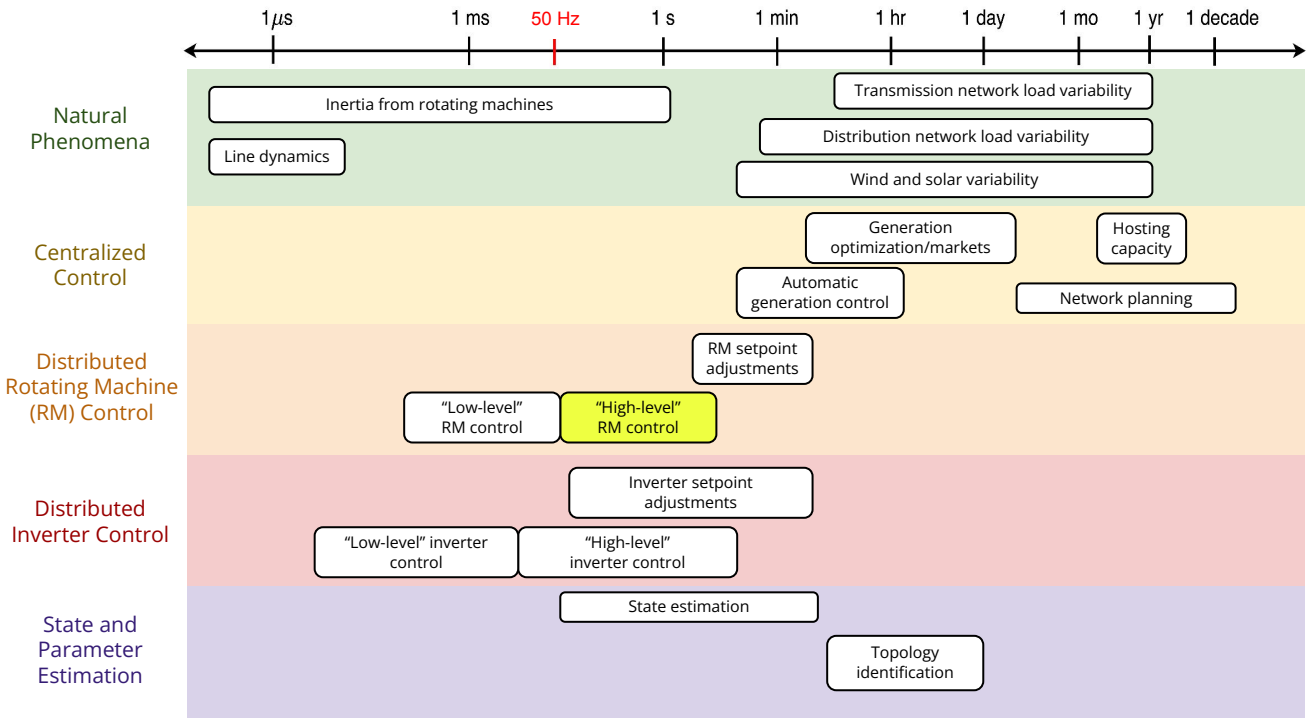 1 μs
1 ms
50 Hz
1 s
1 min
1 hr
1 day
1 mo
1 yr
1 decade
Natural
Phenomena
Inertia from rotating machines
Line dynamics
Transmission network load variability
Distribution network load variability
Wind and solar variability
Centralized
Control
Generation
optimization/markets
Hosting
capacity
Automatic
generation control
Network planning
Distributed
Rotating Machine
(RM) Control
RM setpoint
adjustments
“Low-level”
RM control
“High-level”
RM control
Distributed
Inverter Control
Inverter setpoint
adjustments
“Low-level” inverter
control
“High-level”
inverter control
State and
Parameter
Estimation
State estimation
Topology
identification